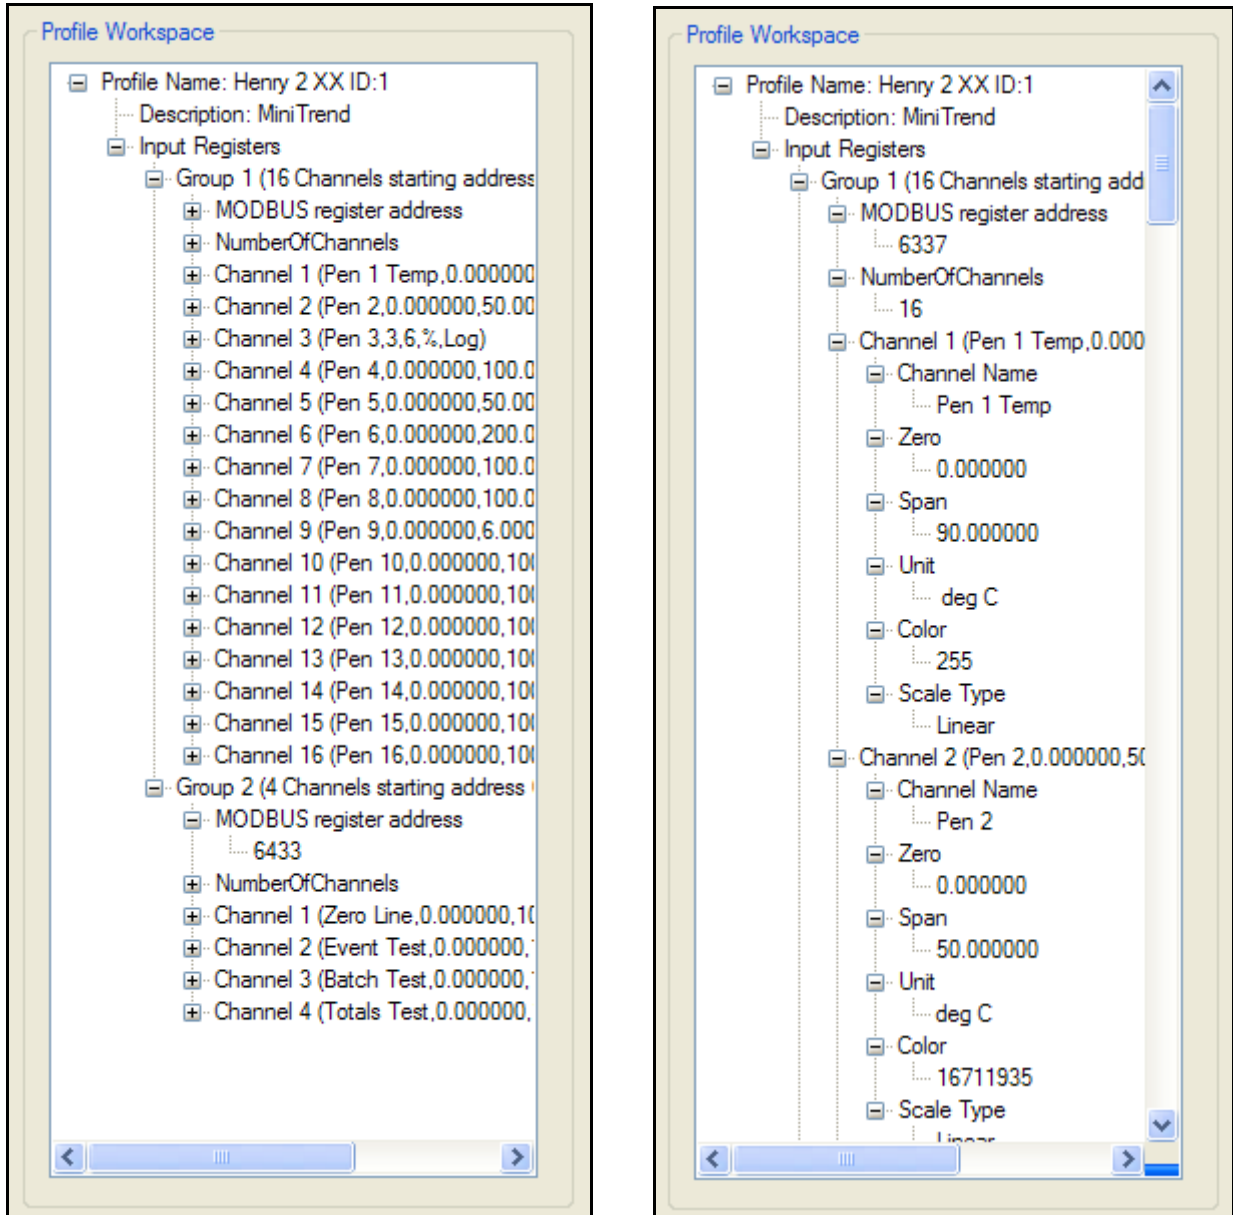 Profile Workspace
Profile Name: Henry 2 XX ID:1
Description: MiniTrend
Input Registers
Group 1 (16 Channels starting address
MODBUS register address
NumberOfChannels
Channel 1 (Pen 1 Temp,0.000000
Channel 2 (Pen 2,0.000000,50.00
Channel 3 (Pen 3,3,6,%,Log)
Channel 4 (Pen 4,0.000000,100.0
Channel 5 (Pen 5,0.000000,50.00
Channel 6 (Pen 6,0.000000,200.0
Channel 7 (Pen 7,0.000000,100.0
Channel 8 (Pen 8,0.000000,100.0
Channel 9 (Pen 9,0.000000,6.000
Channel 10 (Pen 10,0.000000,10
Channel 11 (Pen 11,0.000000,10
Channel 12 (Pen 12,0.000000,10
Channel 13 (Pen 13,0.000000,10
Channel 14 (Pen 14,0.000000,10
Channel 15 (Pen 15,0.000000,10
Channel 16 (Pen 16,0.000000,10
Group 2 (4 Channels starting address
MODBUS register address
6433
NumberOfChannels
Channel 1 (Zero Line,0.000000,1
Channel 2 (Event Test,0.000000,
Channel 3 (Batch Test,0.000000,
Channel 4 (Totals Test,0.000000,
Profile Workspace
Profile Name: Henry 2 XX ID:1
Description: MiniTrend
Input Registers
Group 1 (16 Channels starting add
MODBUS register address
6337
NumberOfChannels
16
Channel 1 (Pen 1 Temp,0.000
Channel Name
Pen 1 Temp
Zero
0.000000
Span
90.000000
Unit
deg C
Color
255
Scale Type
Linear
Channel 2 (Pen 2,0.000000,5
Channel Name
Pen 2
Zero
0.000000
Span
50.000000
Unit
deg C
Color
16711935
Scale Type
Linear